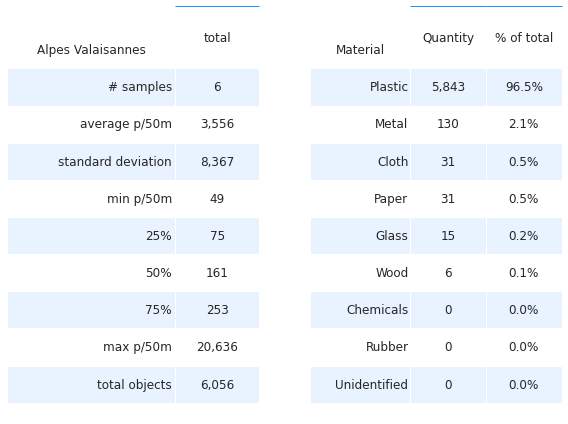 Alpes Valaisannes total
# samples 6
average p/50m 3,556
standard deviation 8,367
min p/50m 49
25% 75
50% 161
75% 253
max p/50m 20,636
total objects 6,056
Material Quantity % of total
Plastic 5,843 96.5%
Metal 130 2.1%
Cloth 31 0.5%
Paper 31 0.5%
Glass 15 0.2%
Wood 6 0.1%
Chemicals 0 0.0%
Rubber 0 0.0%
Unidentified 0 0.0%